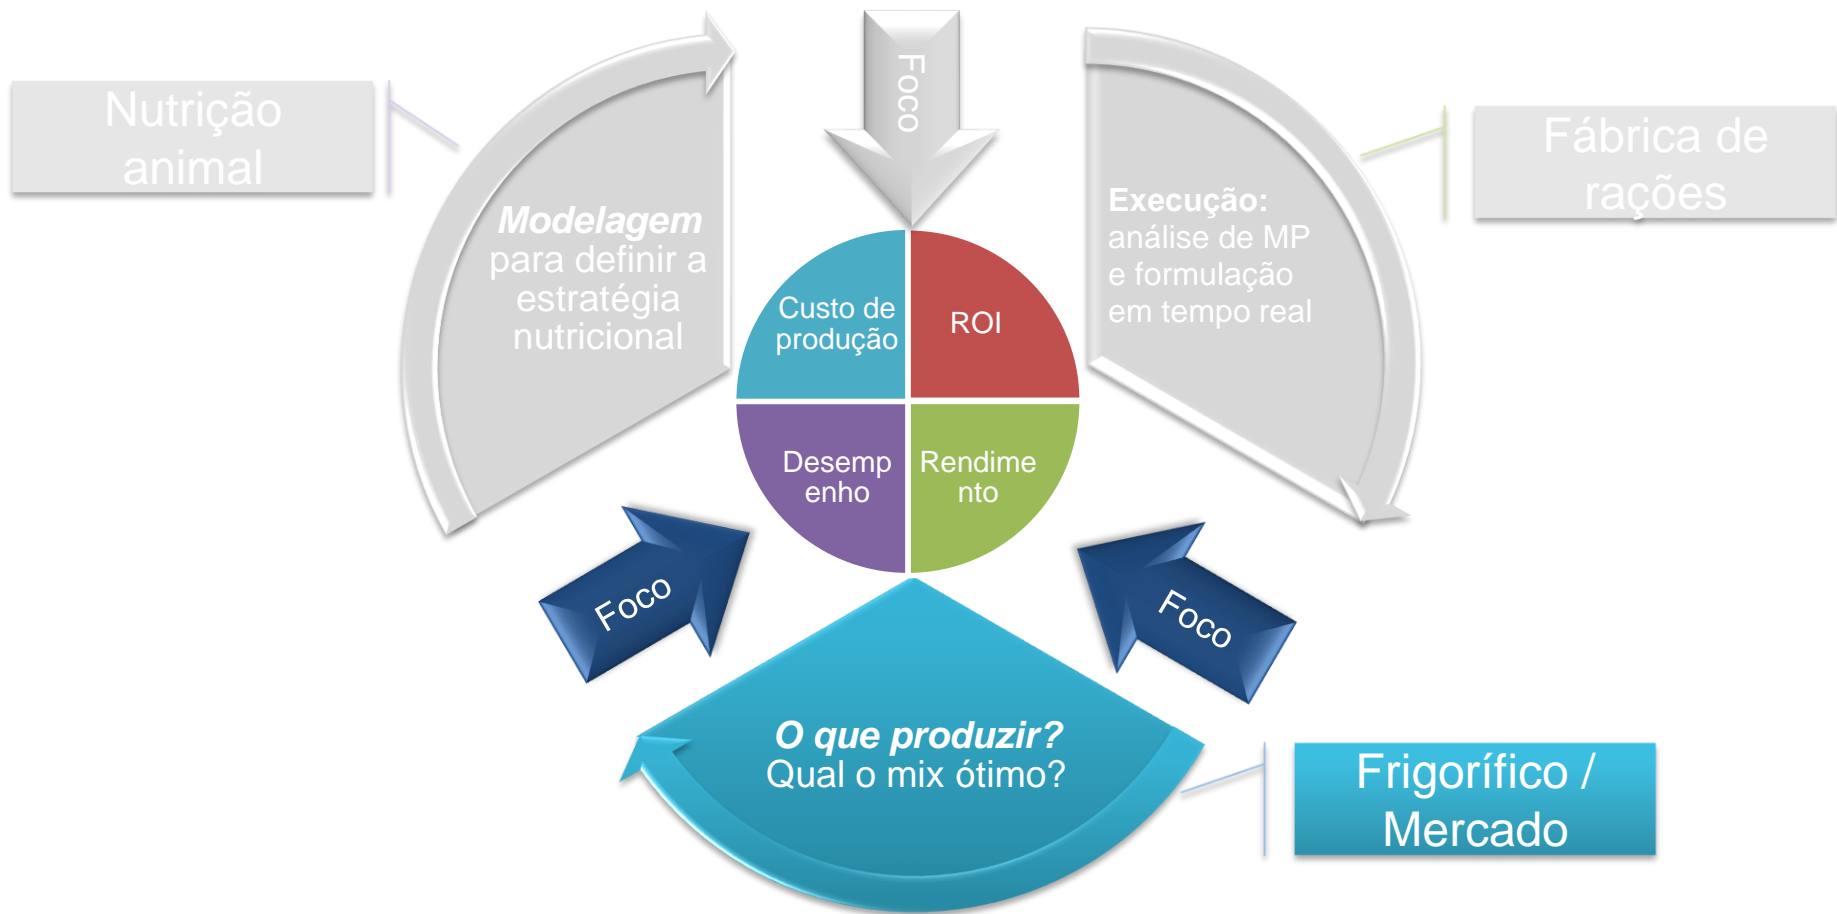 Nutrição
animal
Modelagem
para definir a
estratégia
nutricional
Foco
Execução:
análise de MP
e formulação
em tempo real
Fábrica de
rações
Custo de
produção
ROI
Desemp
enho
Rendime
nto
Foco
Foco
O que produzir?
Qual o mix ótimo?
Frigorífico /
Mercado